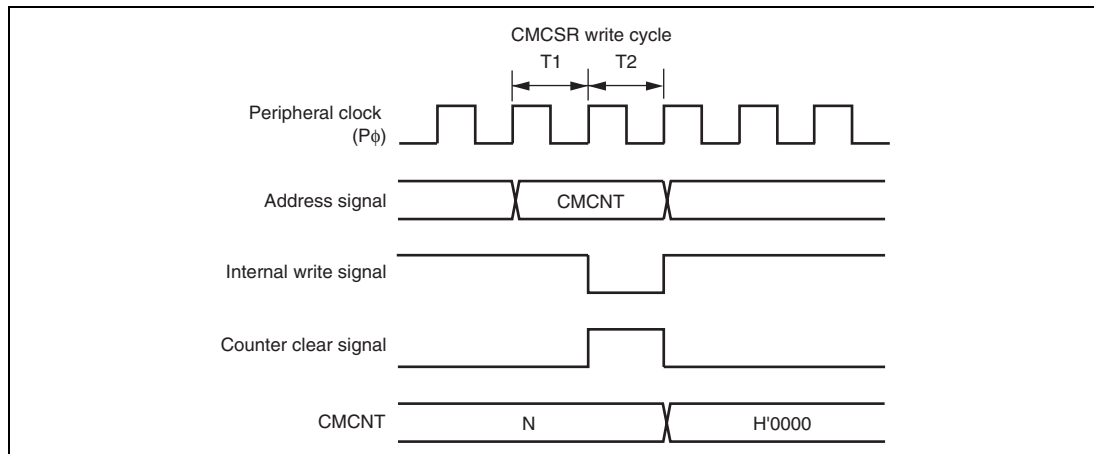 CMCSR write cycle
T1 T2
Peripheral clock
(Pϕ)
Address signal CMCNT
Internal write signal
Counter clear signal
CMCNT N H'0000